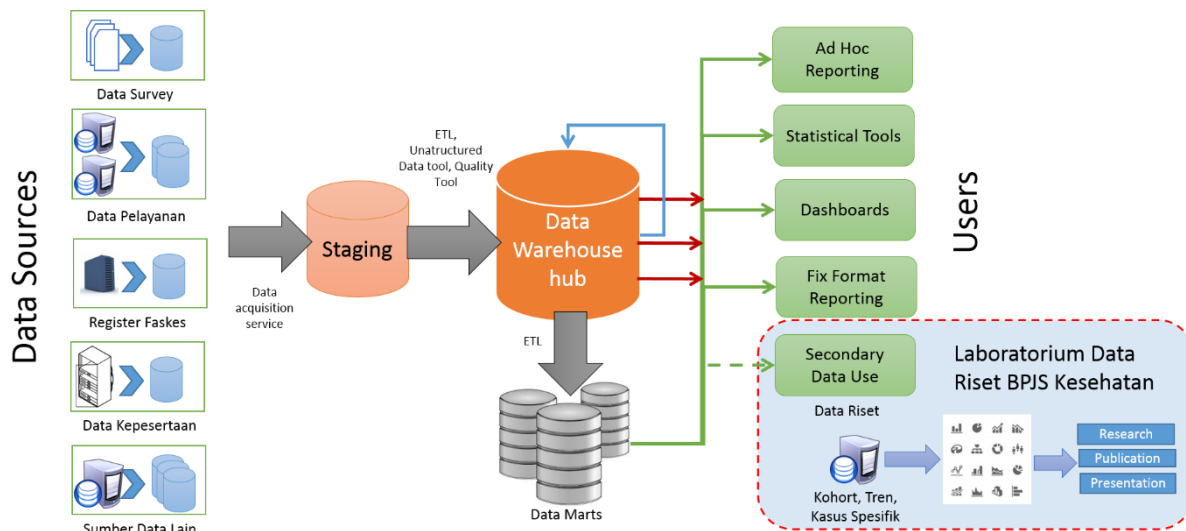 Data Sources
Data Survey
Data Pelayanan
Register Faskes
Data Kepesertaan
Sumber Data Lain
Data
acquisition
service
Staging
ETL,
Unatructured
Data tool, Quality
Tool
Data
Warehouse
hub
ETL
Data Marts
Ad Hoc
Reporting
Statistical Tools
Dashboards
Fix Format
Reporting
Users
Secondary
Data Use
Laboratorium Data
Riset BPJS Kesehatan
Data Riset
Kohort, Tren,
Kasus Spesifik
Research
Publication
Presentation